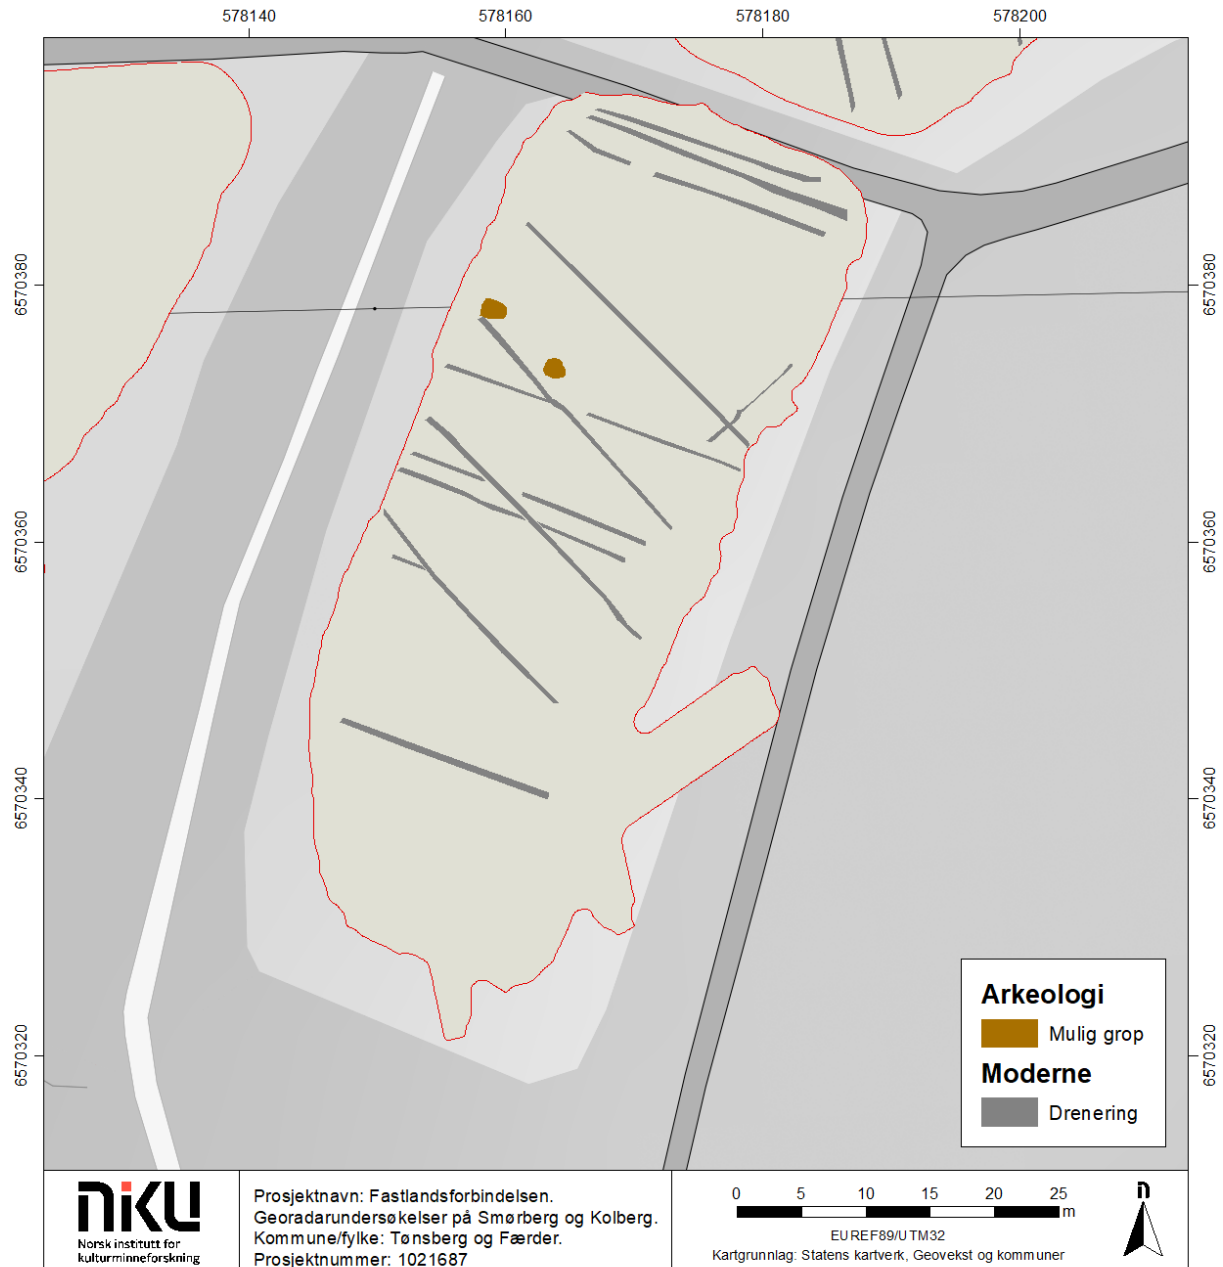 578140
578160
578180
578200
6570380
6570380
6570360
6570360
6570340
6570340
6570320
6570320
Arkeologi
Mulig grop
Moderne
Drenering
NIKU
Norsk institutt for
kulturminneforskning
Prosjektnavn: Fastlandsforbindelsen.
Georadarundersøkelser på Smørberg og Kolberg.
Kommune/fylke: Tønsberg og Færder.
Prosjektnummer: 1021687
0 5 10 15 20 25
m
EUREF89/UTM32
Kartgrunnlag: Statens kartverk, Geovekst og kommuner
n